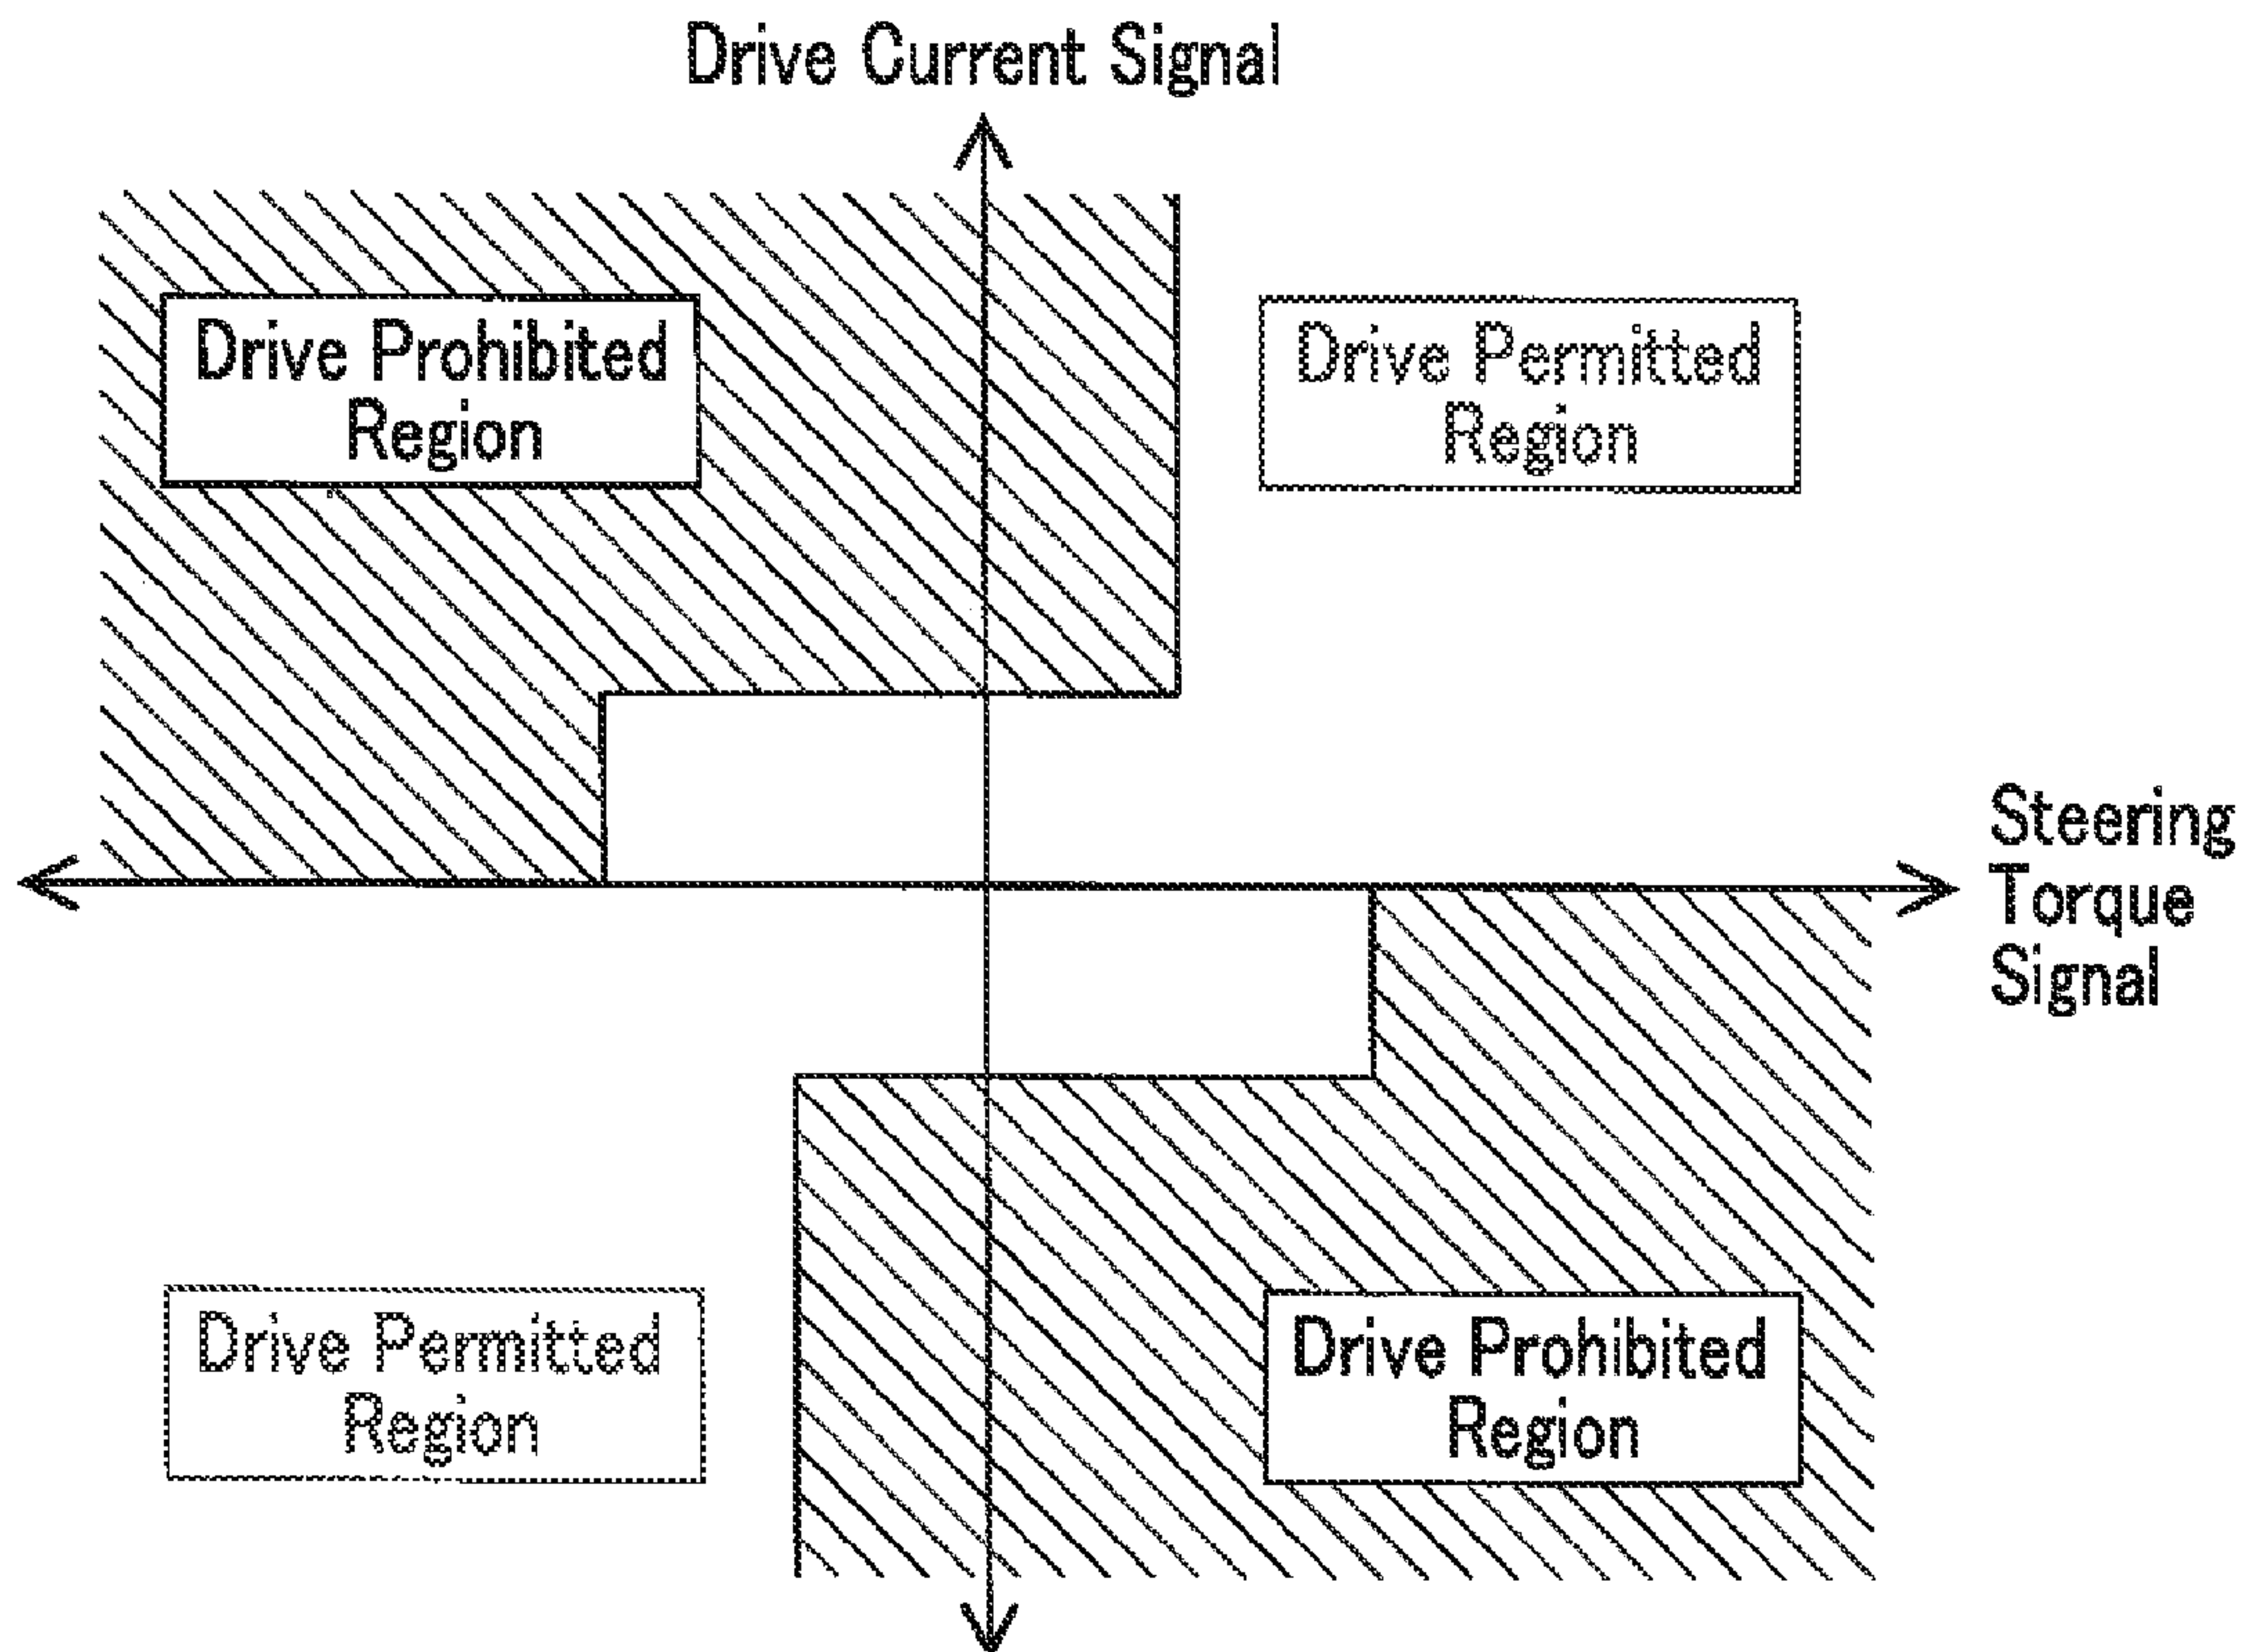 Drive Current Signal
Drive Prohibited
Region
Drive Permitted
Region
Steering
Torque
Signal
Drive Permitted
Region
Drive Prohibited
Region